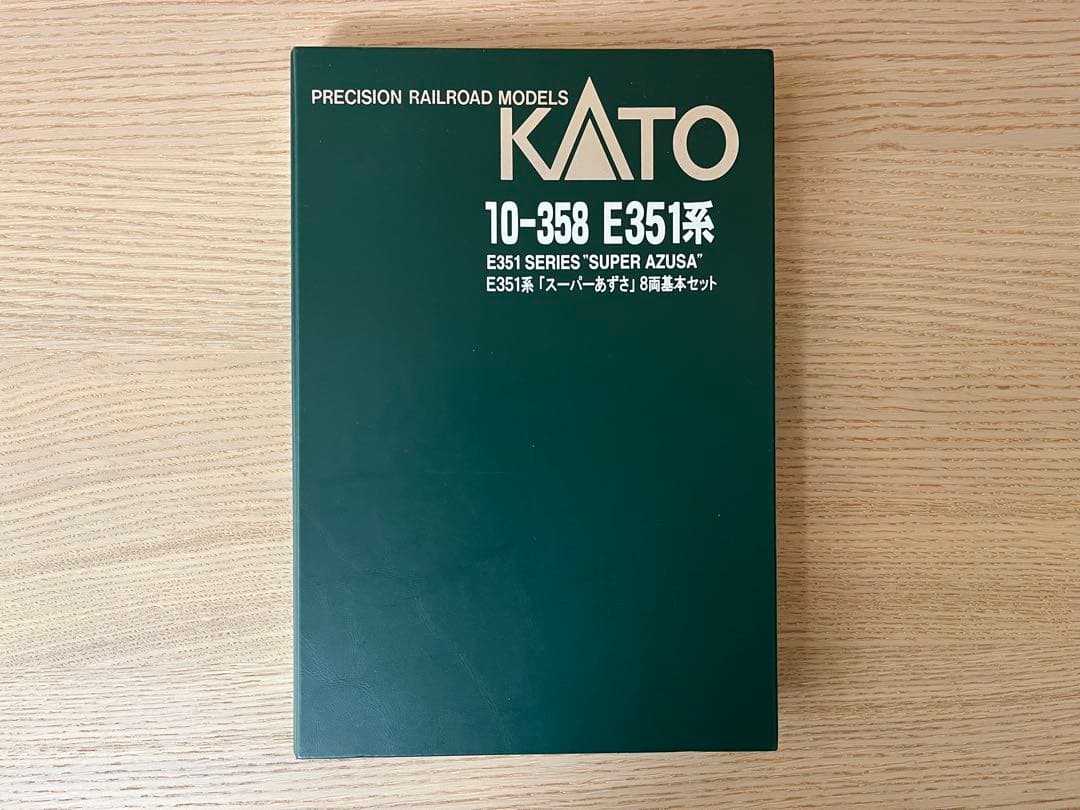 PRECISION RAILROAD MODELS
KATO
10-358 E351系
E351 SERIES "SUPER AZUSA"
E351系「スーパーあずさ」8両基本セット